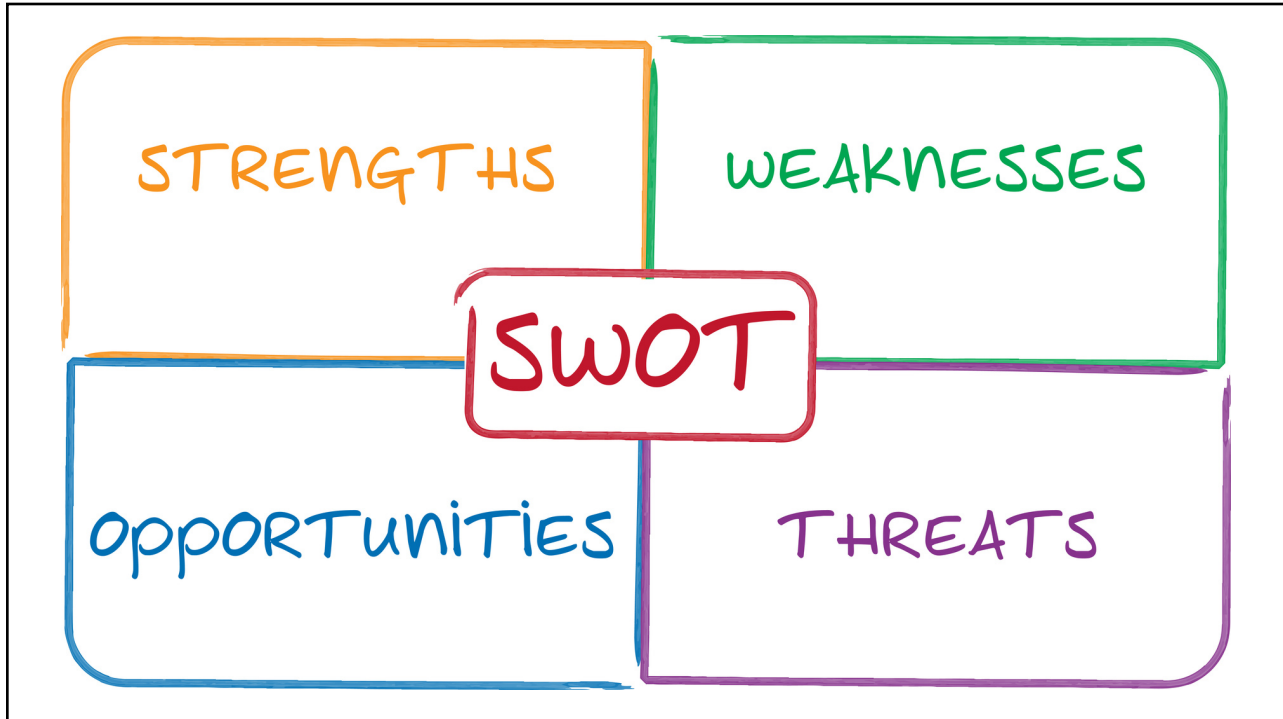 STRENGTHS
WEAKNESSES
SWOT
OPPORTUNITIES
THREATS